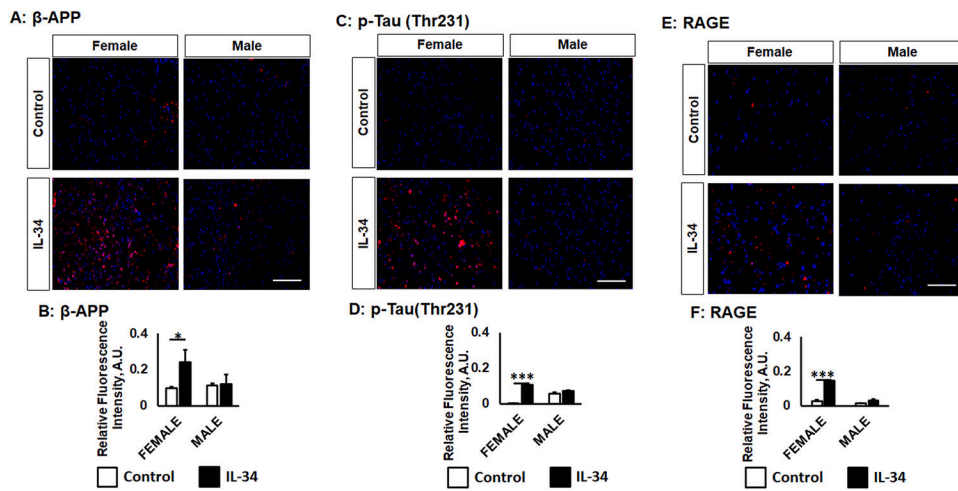 A: β-APP
Female Male
Control
IL-34
B: β-APP
Relative Fluorescence
Intensity, A.U.
0.4
0.2
0
*
FEMALE MALE
Control IL-34
C: p-Tau (Thr231)
Female Male
Control
IL-34
D: p-Tau(Thr231)
Relative Fluorescence
Intensity, A.U.
0.4
0.2
0
***
FEMALE MALE
Control IL-34
E: RAGE
Female Male
Control
IL-34
F: RAGE
Relative Fluorescence
Intensity, A.U.
0.4
0.2
0
***
FEMALE MALE
Control IL-34